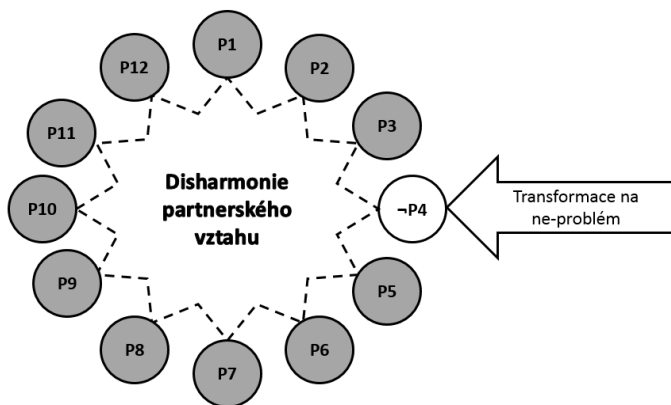 P1
P12
P2
P11
P3
Disharmonie
partnerského
vztahu
P10
¬P4
Transformace na
ne-problém
P9
P5
P8
P6
P7